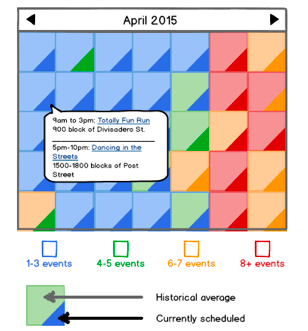 April 2015
9am to 3pm: Totally Fun Run
900 block of Divisadero St.
5pm-10pm: Dancing in the
Streets
1500-1800 blocks of Post
Street
1-3 events 4-5 events 6-7 events 8+ events
Historical average
Currently scheduled